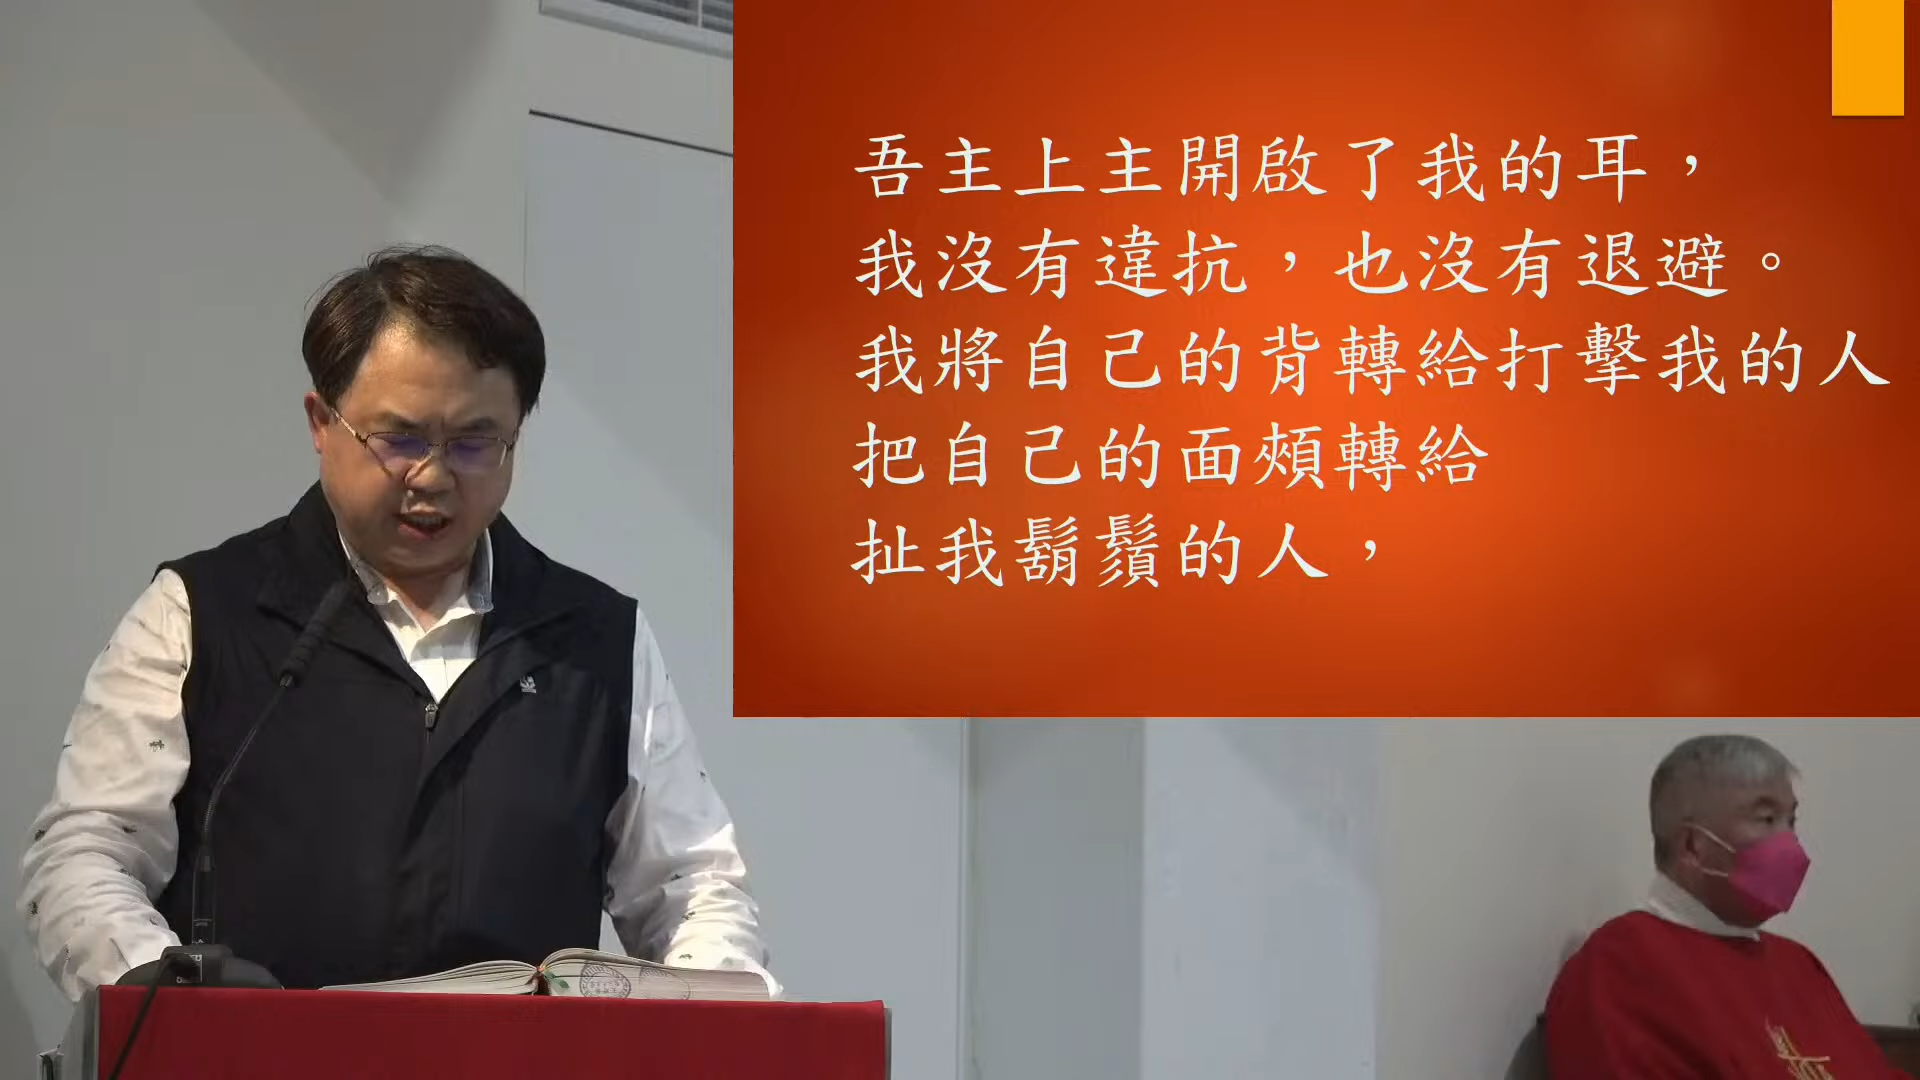 吾主上主開啟了我的耳，
我沒有違抗，也沒有退避。
我將自己的背轉給打擊我的人
把自己的面頰轉給
扯我鬍鬚的人，